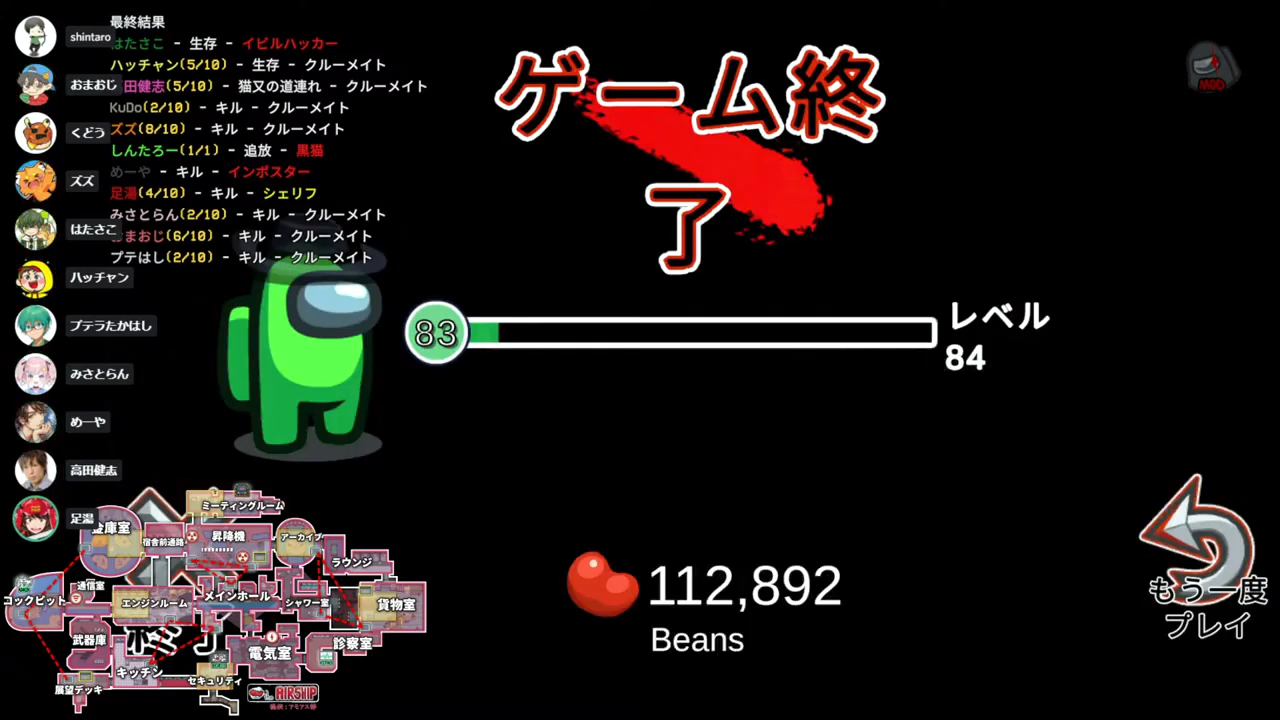 最終結果
はたさこ - 生存 - イビルハッカー
ハッチャン(5/10) - 生存 - クルーメイト
田健志(5/10) - 猫又の道連れ - クルーメイト
KuDo(2/10) - キル - クルーメイト
ズズ(8/10) - キル - クルーメイト
しんたろー(1/1) - 追放 - 黒猫
めーや - キル - インポスター
足湯(4/10) - キル - シェリフ
みさとらん(2/10) - キル - クルーメイト
おまおじ(6/10) - キル - クルーメイト
プテはし(2/10) - キル - クルーメイト
shintaro
おまおじ
くどう
ズズ
はたさこ
ハッチャン
プテラたかはし
みさとらん
めーや
高田健志
足湯
ゲーム終
了
MOD
83
レベル
84
112,892
Beans
もう一度
プレイ
ミーティングルーム
金庫室
宿舎前通路
昇降機
アーカイブ
ラウンジ
コックピット
通信室
エンジンルーム
メインホール
シャワー室
貨物室
武器庫
終了
電気室
診察室
キッチン
セキュリティ
展望デッキ
THE AIRSHIP